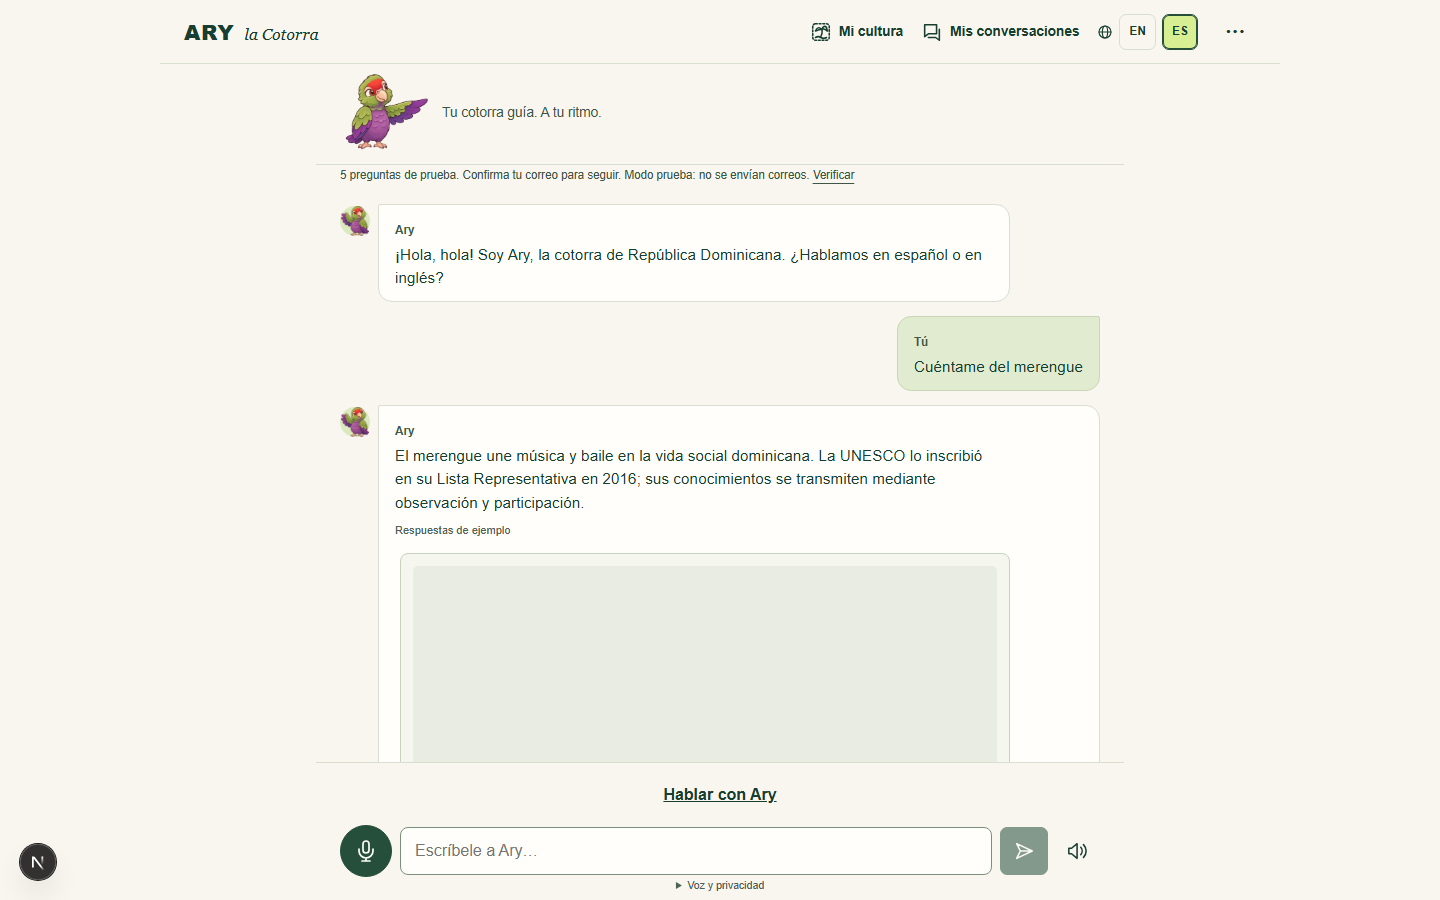 ARY la Cotorra
Mi cultura
Mis conversaciones
EN
ES
Tu cotorra guía. A tu ritmo.
5 preguntas de prueba. Confirma tu correo para seguir. Modo prueba: no se envían correos. Verificar
Ary
¡Hola, hola! Soy Ary, la cotorra de República Dominicana. ¿Hablamos en español o en
inglés?
Tú
Cuéntame del merengue
Ary
El merengue une música y baile en la vida social dominicana. La UNESCO lo inscribió
en su Lista Representativa en 2016; sus conocimientos se transmiten mediante
observación y participación.
Respuestas de ejemplo
Hablar con Ary
Escríbele a Ary…
N
Voz y privacidad